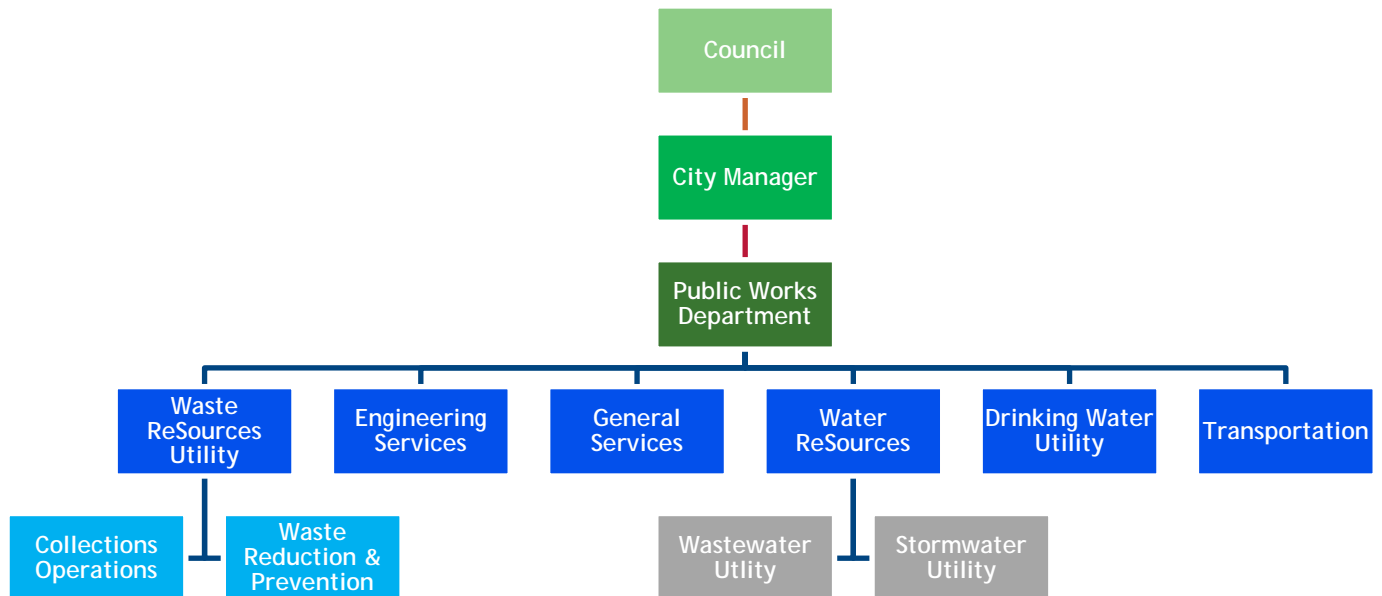 Council
City Manager
Public Works
Department
Waste
ReSources
Utility
Engineering
Services
General
Services
Water
ReSources
Drinking Water
Utility
Transportation
Collections
Operations
Waste
Reduction &
Prevention
Wastewater
Utlity
Stormwater
Utility